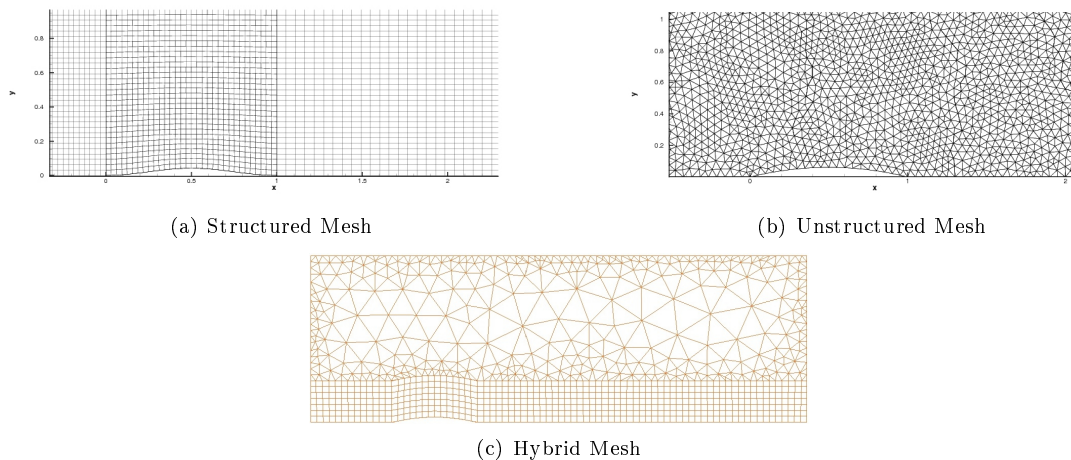 0.8
0.6
y
0.4
0.2
0
0 0.5 1 1.5 2
x
(a) Structured Mesh
1
0.8
0.6
y
0.4
0.2
0 1 2
x
(b) Unstructured Mesh
(c) Hybrid Mesh